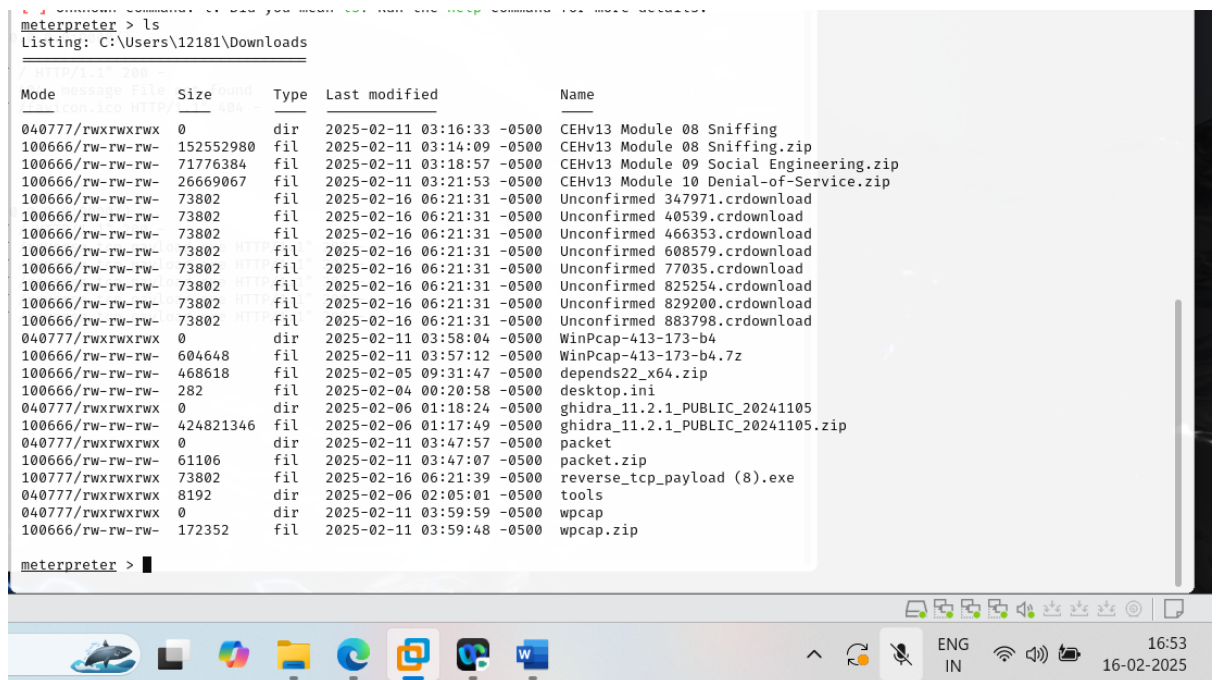 [-] Unknown command: l. Did you mean ls? Run the help command for more details.
meterpreter > ls
Listing: C:\Users\12181\Downloads
/ HTTP/1.1" 200 -
Mode Size Type Last modified Name
040777/rwxrwxrwx 0 dir 2025-02-11 03:16:33 -0500 CEHv13 Module 08 Sniffing
100666/rw-rw-rw- 152552980 fil 2025-02-11 03:14:09 -0500 CEHv13 Module 08 Sniffing.zip
100666/rw-rw-rw- 71776384 fil 2025-02-11 03:18:57 -0500 CEHv13 Module 09 Social Engineering.zip
100666/rw-rw-rw- 26669067 fil 2025-02-11 03:21:53 -0500 CEHv13 Module 10 Denial-of-Service.zip
100666/rw-rw-rw- 73802 fil 2025-02-16 06:21:31 -0500 Unconfirmed 347971.crdownload
100666/rw-rw-rw- 73802 fil 2025-02-16 06:21:31 -0500 Unconfirmed 40539.crdownload
100666/rw-rw-rw- 73802 fil 2025-02-16 06:21:31 -0500 Unconfirmed 466353.crdownload
100666/rw-rw-rw- 73802 fil 2025-02-16 06:21:31 -0500 Unconfirmed 608579.crdownload
100666/rw-rw-rw- 73802 fil 2025-02-16 06:21:31 -0500 Unconfirmed 77035.crdownload
100666/rw-rw-rw- 73802 fil 2025-02-16 06:21:31 -0500 Unconfirmed 825254.crdownload
100666/rw-rw-rw- 73802 fil 2025-02-16 06:21:31 -0500 Unconfirmed 829200.crdownload
100666/rw-rw-rw- 73802 fil 2025-02-16 06:21:31 -0500 Unconfirmed 883798.crdownload
040777/rwxrwxrwx 0 dir 2025-02-11 03:58:04 -0500 WinPcap-413-173-b4
100666/rw-rw-rw- 604648 fil 2025-02-11 03:57:12 -0500 WinPcap-413-173-b4.7z
100666/rw-rw-rw- 468618 fil 2025-02-05 09:31:47 -0500 depends22_x64.zip
100666/rw-rw-rw- 282 fil 2025-02-04 00:20:58 -0500 desktop.ini
040777/rwxrwxrwx 0 dir 2025-02-06 01:18:24 -0500 ghidra_11.2.1_PUBLIC_20241105
100666/rw-rw-rw- 424821346 fil 2025-02-06 01:17:49 -0500 ghidra_11.2.1_PUBLIC_20241105.zip
040777/rwxrwxrwx 0 dir 2025-02-11 03:47:57 -0500 packet
100666/rw-rw-rw- 61106 fil 2025-02-11 03:47:07 -0500 packet.zip
100777/rwxrwxrwx 73802 fil 2025-02-16 06:21:39 -0500 reverse_tcp_payload (8).exe
040777/rwxrwxrwx 8192 dir 2025-02-06 02:05:01 -0500 tools
040777/rwxrwxrwx 0 dir 2025-02-11 03:59:59 -0500 wpcap
100666/rw-rw-rw- 172352 fil 2025-02-11 03:59:48 -0500 wpcap.zip
meterpreter >
ENG
IN
16:53
16-02-2025